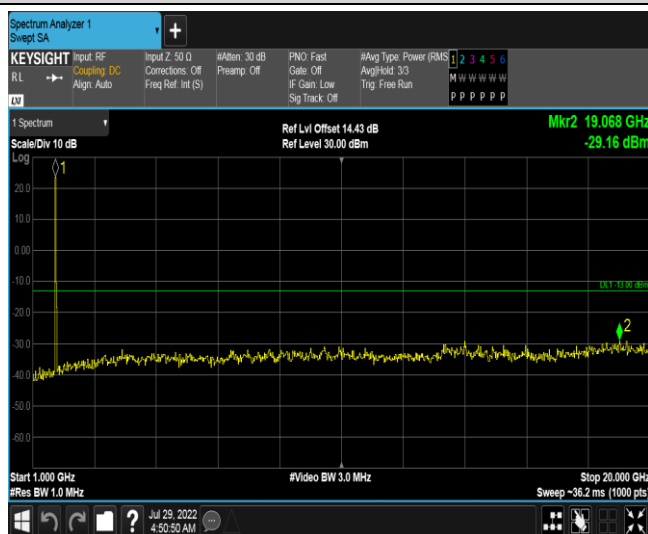 Spectrum Analyzer 1
Swept SA
+
KEYSIGHT
RL
LXI
Input: RF
Coupling: DC
Align: Auto
Input Z: 50 Ω
Corrections: Off
Freq Ref: Int (S)
#Atten: 30 dB
Preamp: Off
PNO: Fast
Gate: Off
IF Gain: Low
Sig Track: Off
#Avg Type: Power (RMS
Avg|Hold: 3/3
Trig: Free Run
1 2 3 4 5 6
M W W W W W
P P P P P P
1 Spectrum
Scale/Div 10 dB
Log
Ref Lvl Offset 14.43 dB
Ref Level 30.00 dBm
Mkr2 19.068 GHz
-29.16 dBm
1
20.0
10.0
0.00
-10.0
DL1 -13.00 dBm
2
-20.0
-30.0
-40.0
-50.0
-60.0
Start 1.000 GHz
#Res BW 1.0 MHz
#Video BW 3.0 MHz
Stop 20.000 GHz
Sweep ~36.2 ms (1000 pts)
?
Jul 29, 2022
4:50:50 AM